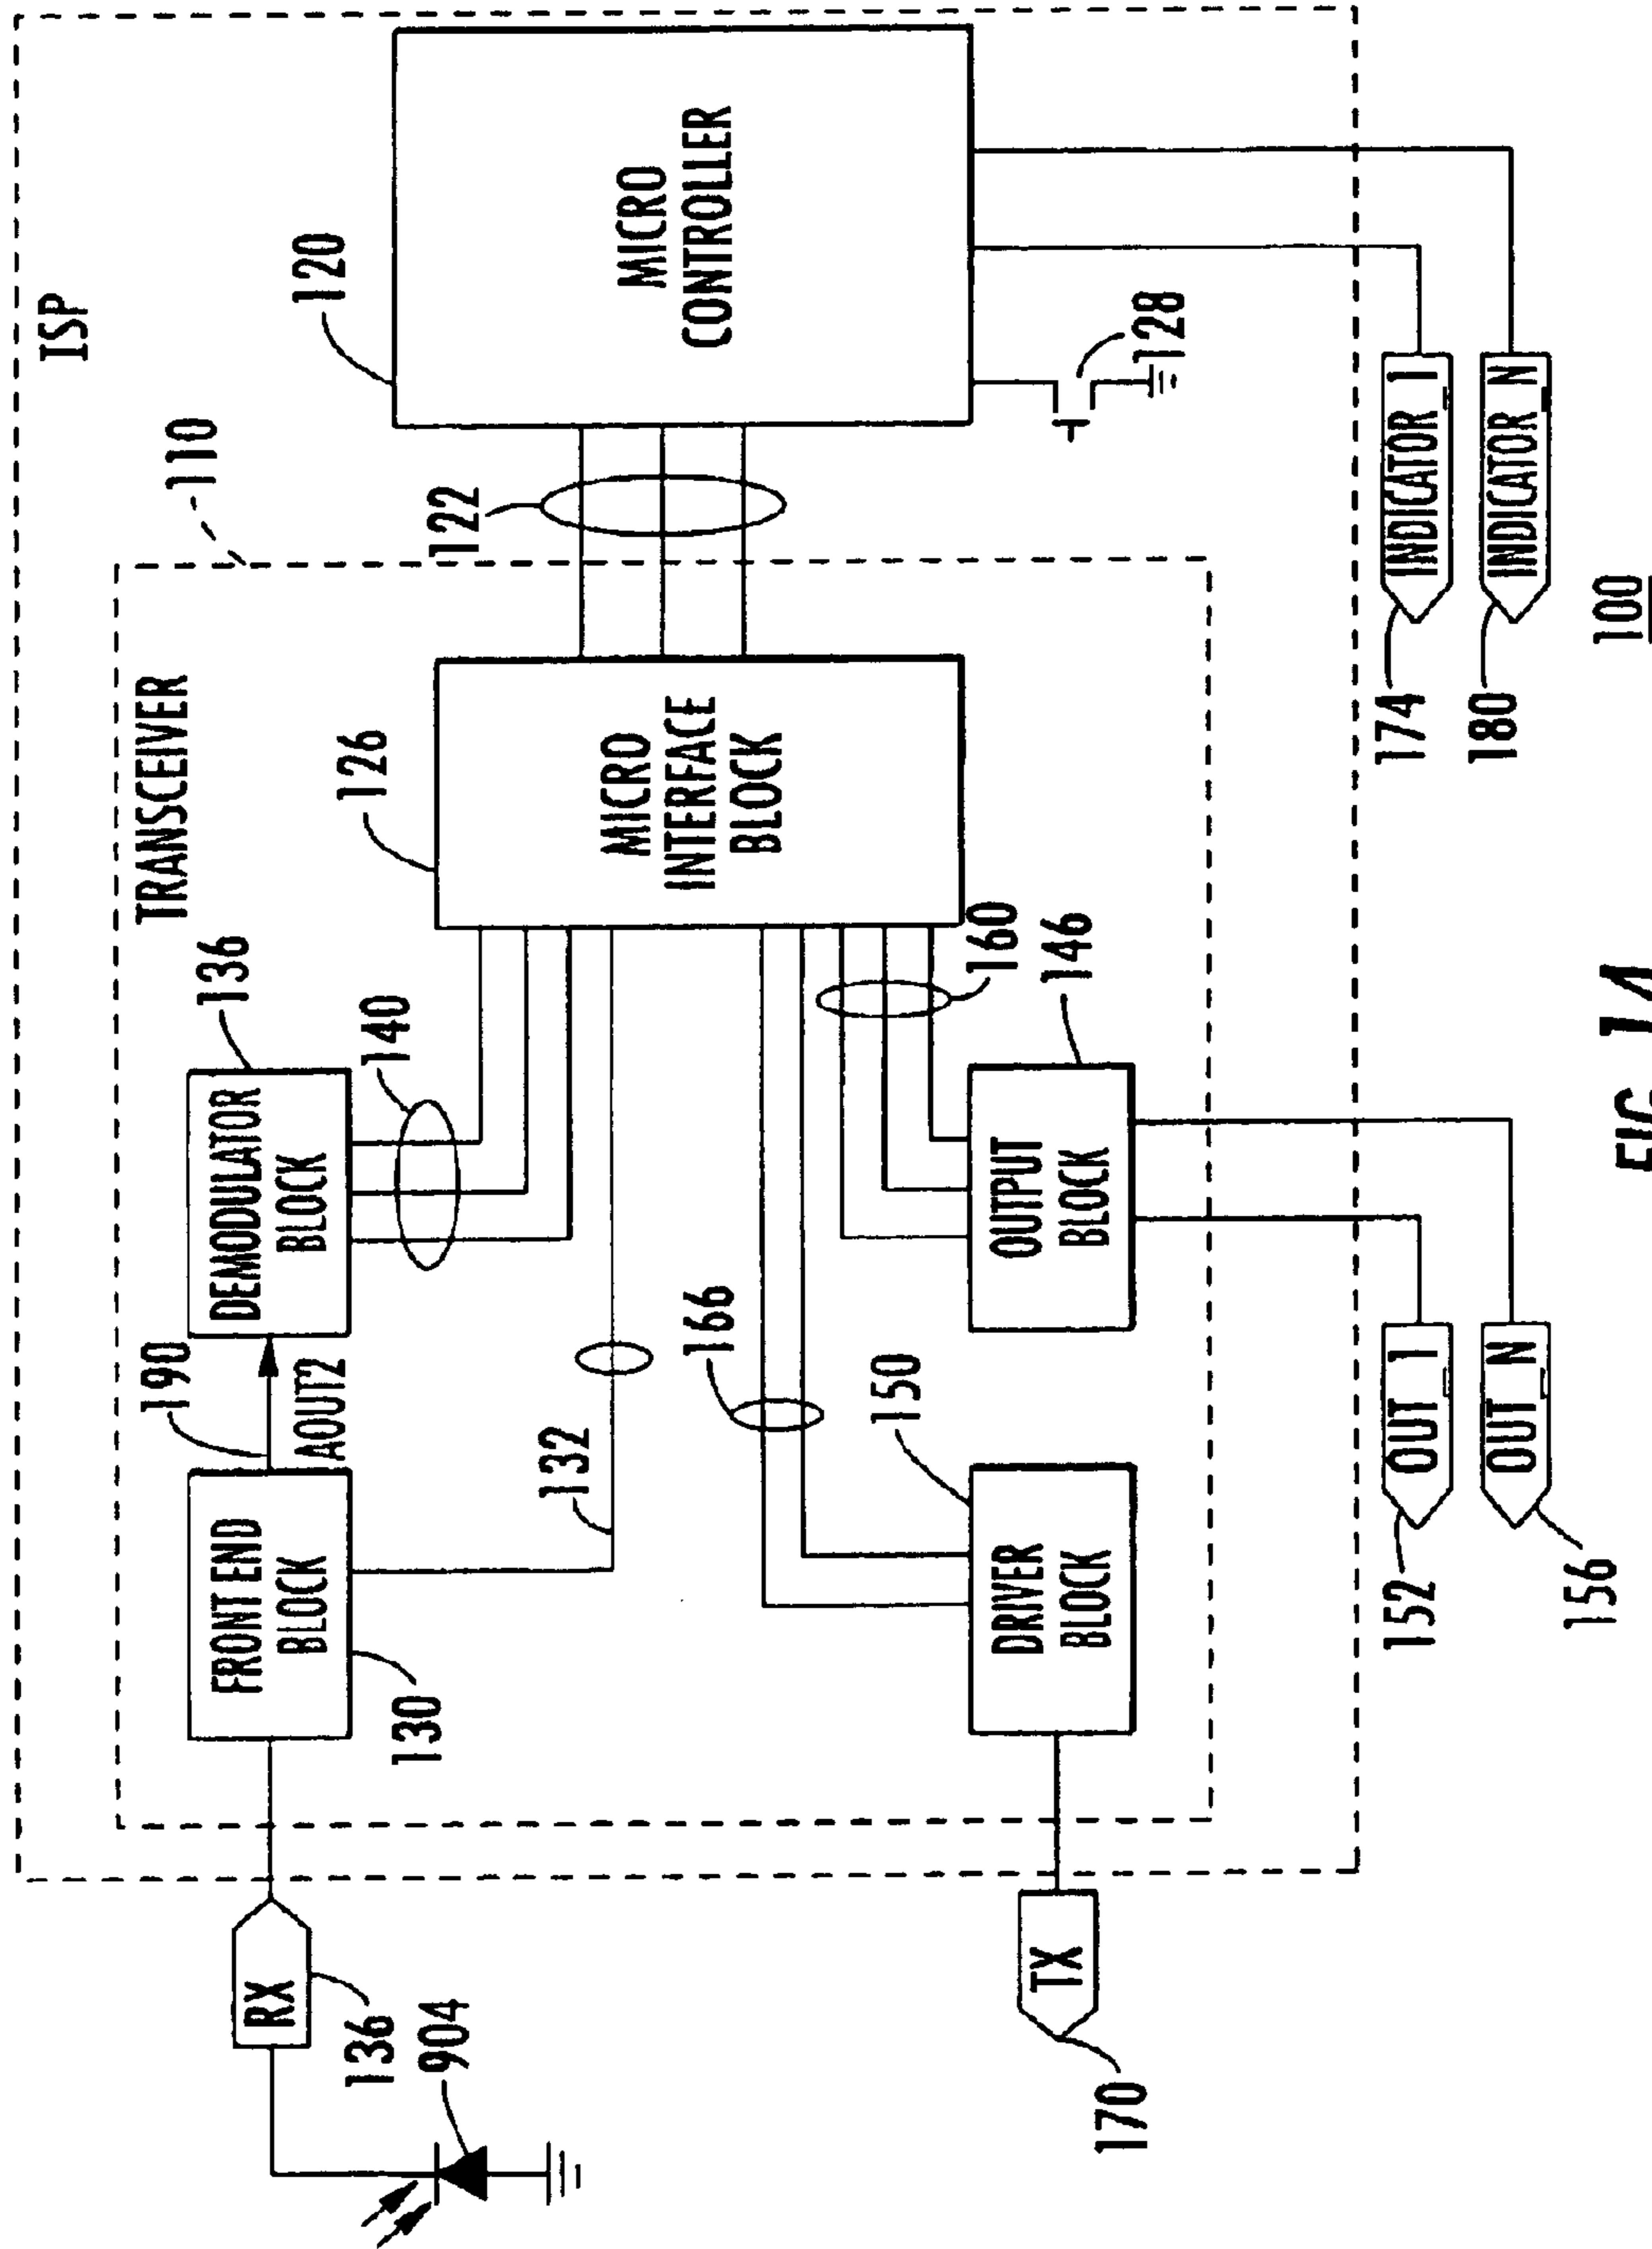 ISP
110
120
TRANSCEIVER
190
136
126
FRONT END
BLOCK
AOUT2
DEMODULATOR
BLOCK
140
122
MICRO
CONTROLLER
RX
136
904
130
132
MICRO
INTERFACE
BLOCK
166
150
160
146
128
TX
170
DRIVER
BLOCK
OUTPUT
BLOCK
OUT_1
152
INDICATOR_1
174
OUT_N
156
INDICATOR_N
180
100